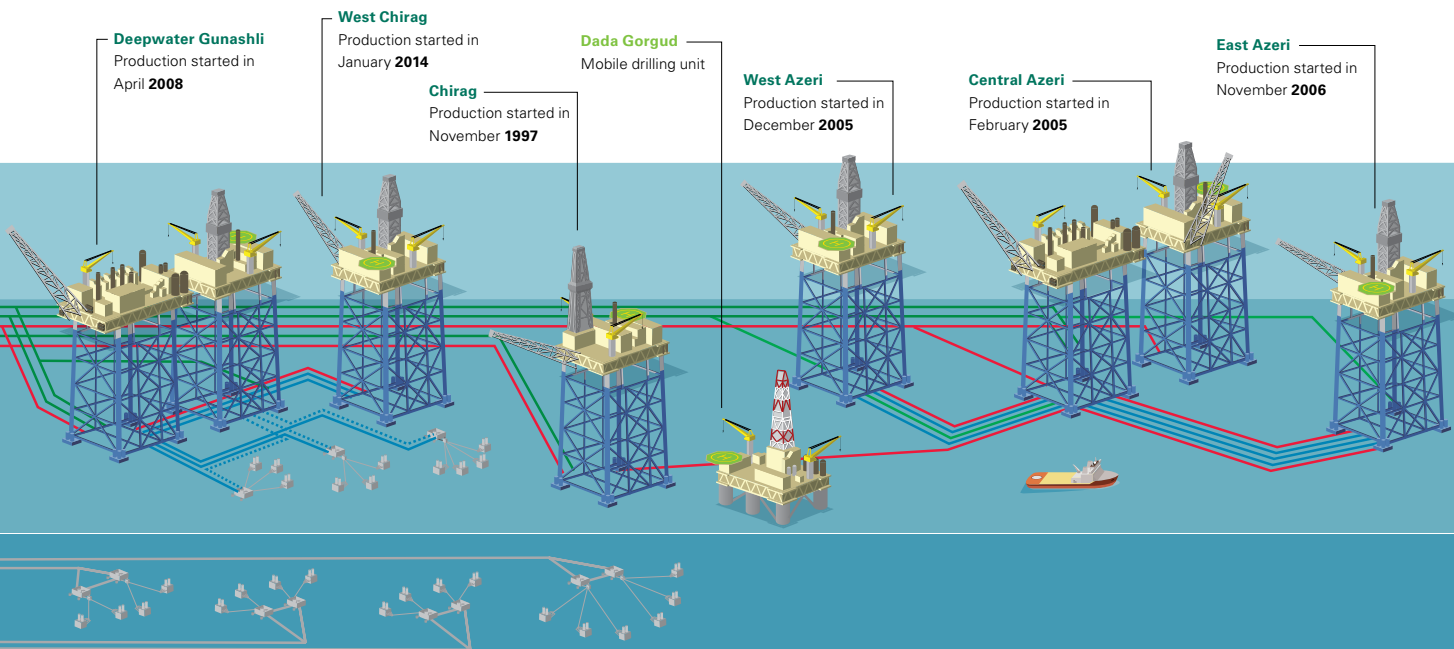 Deepwater Gunashli
Production started in
April 2008
West Chirag
Production started in
January 2014
Chirag
Production started in
November 1997
Dada Gorgud
Mobile drilling unit
West Azeri
Production started in
December 2005
Central Azeri
Production started in
February 2005
East Azeri
Production started in
November 2006